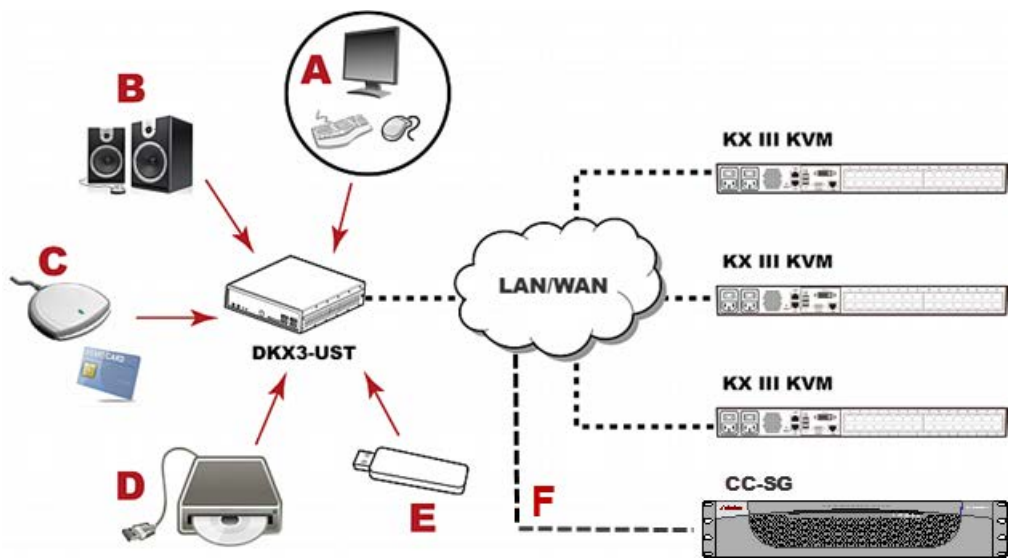 A
B
KX III KVM
C
LAN/WAN
KX III KVM
DKX3-UST
KX III KVM
D
E
F
CC-SG